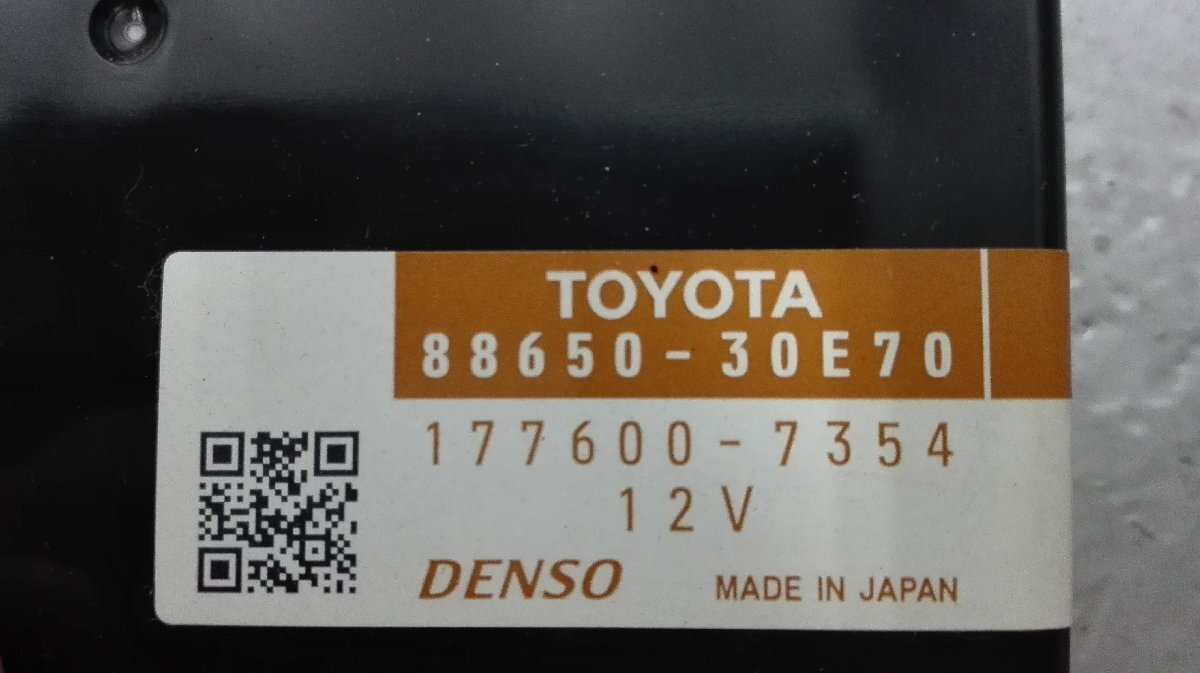 TOYOTA
88650-30E70
177600-7354
12V
DENSO MADE IN JAPAN